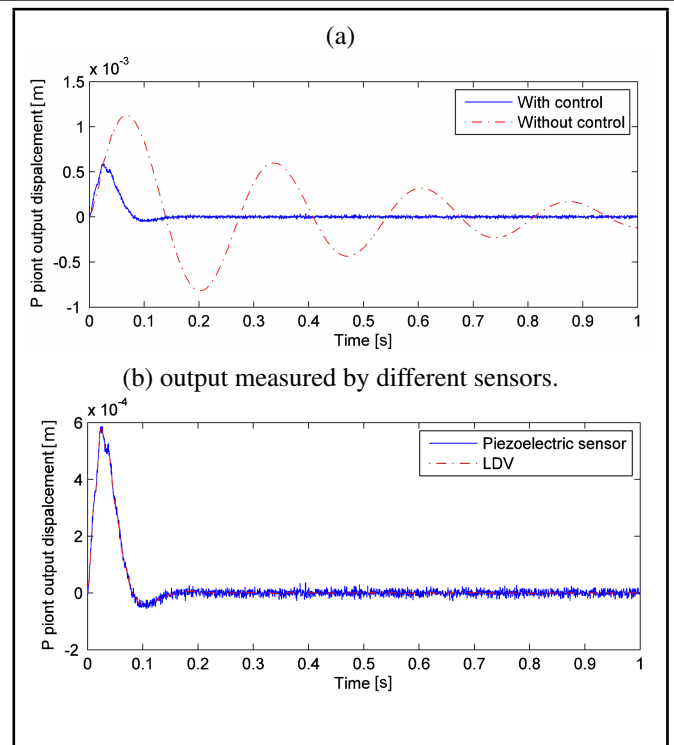 (a)
x 10^-3
P piont output dispalcement [m]
1.5
1
0.5
0
-0.5
-1
With control
Without control
0 0.1 0.2 0.3 0.4 0.5 0.6 0.7 0.8 0.9 1
Time [s]
(b) output measured by different sensors.
x 10^-4
P piont output dispalcement [m]
6
4
2
0
-2
Piezoelectric sensor
LDV
0 0.1 0.2 0.3 0.4 0.5 0.6 0.7 0.8 0.9 1
Time [s]